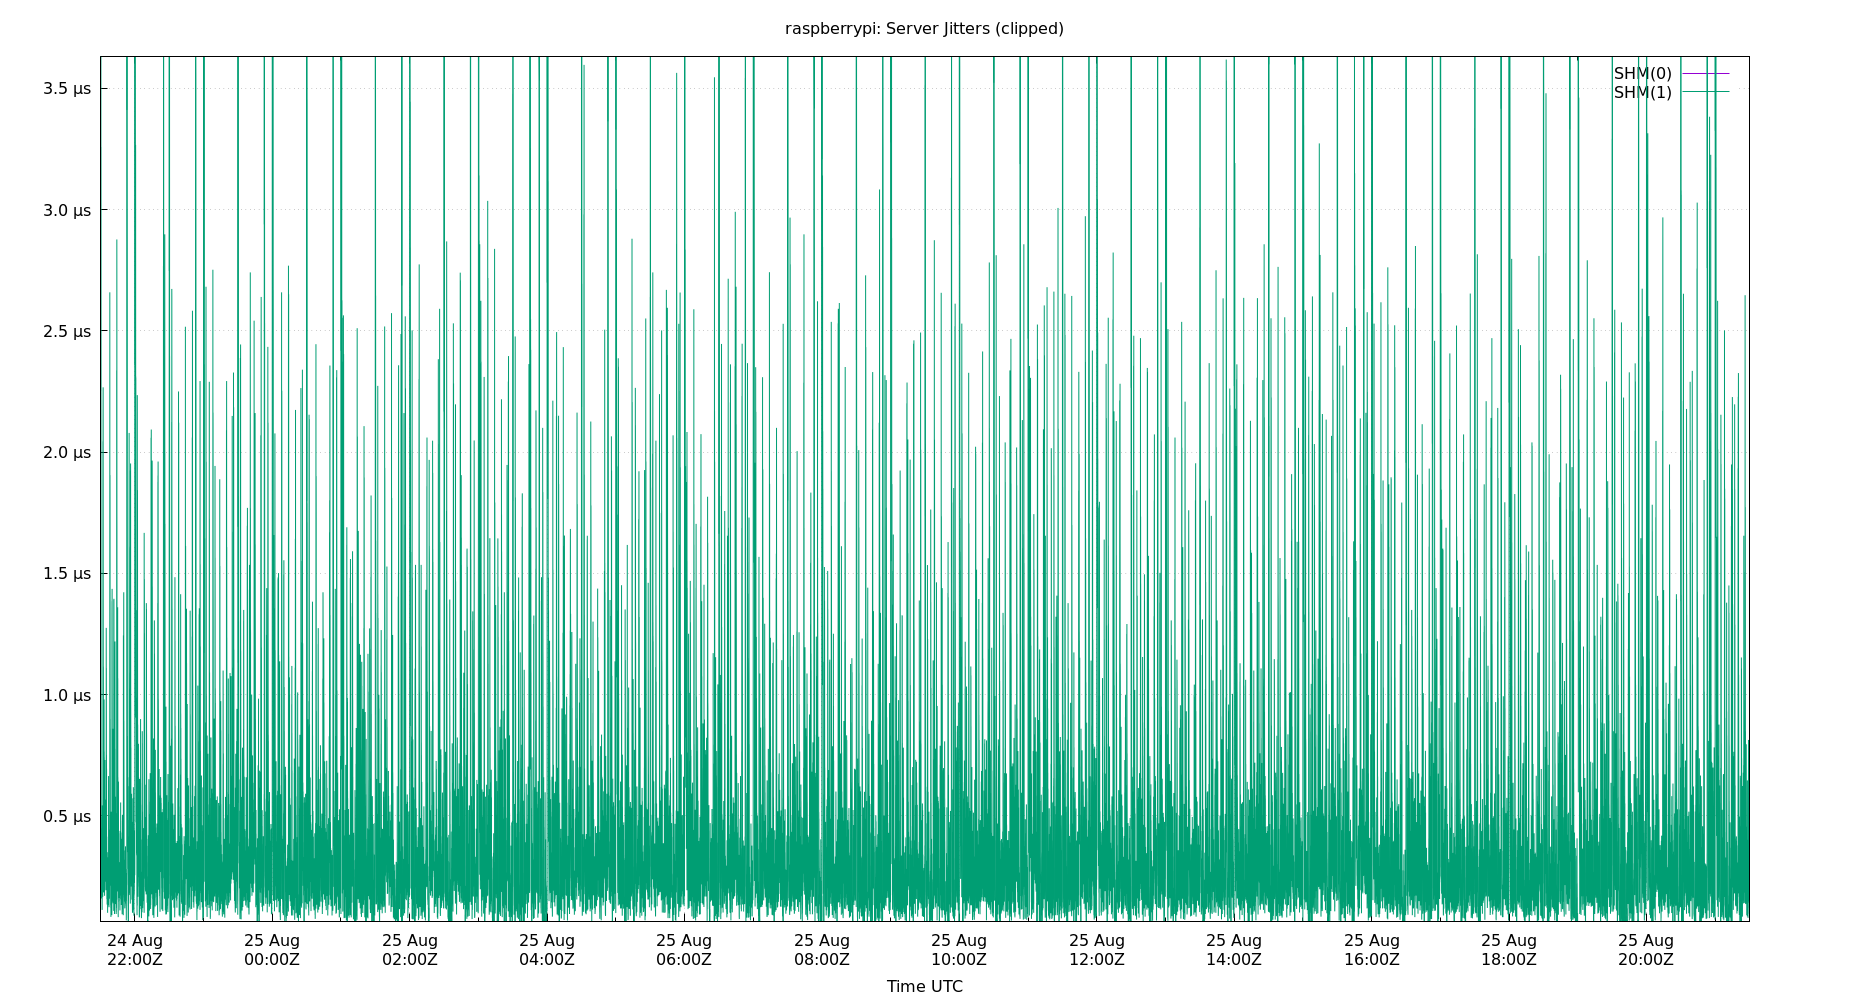 raspberrypi: Server Jitters (clipped)
SHM(0)
SHM(1)
3.5 µs
3.0 µs
2.5 µs
2.0 µs
1.5 µs
1.0 µs
0.5 µs
24 Aug 25 Aug 25 Aug 25 Aug 25 Aug 25 Aug 25 Aug 25 Aug 25 Aug 25 Aug 25 Aug 25 Aug
22:00Z 00:00Z 02:00Z 04:00Z 06:00Z 08:00Z 10:00Z 12:00Z 14:00Z 16:00Z 18:00Z 20:00Z
Time UTC